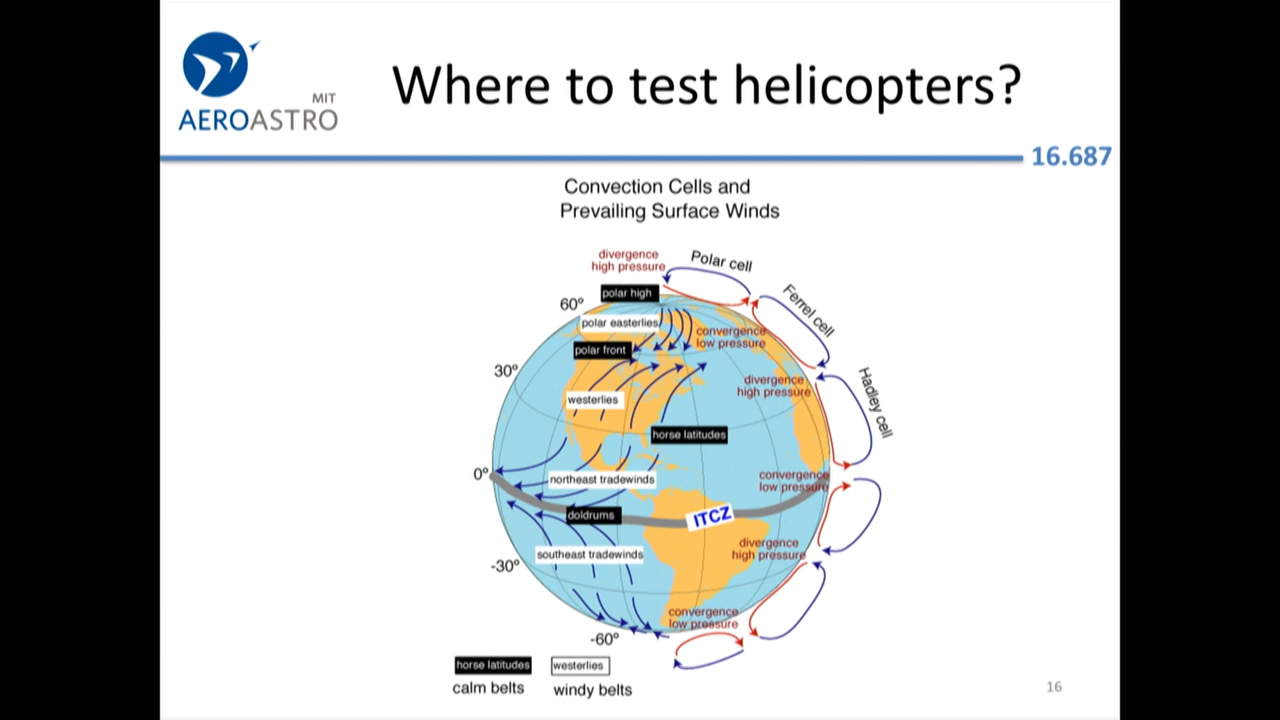 MIT
AEROASTRO
Where to test helicopters?
16.687
Convection Cells and
Prevailing Surface Winds
divergence
high pressure
Polar cell
polar high
60°
Ferrel cell
polar easterlies
convergence
low pressure
polar front
30°
divergence
high pressure
Hadley cell
westerlies
horse latitudes
0°
northeast tradewinds
convergence
low pressure
doldrums
ITCZ
southeast tradewinds
divergence
high pressure
-30°
convergence
low pressure
-60°
horse latitudes
westerlies
calm belts
windy belts
16